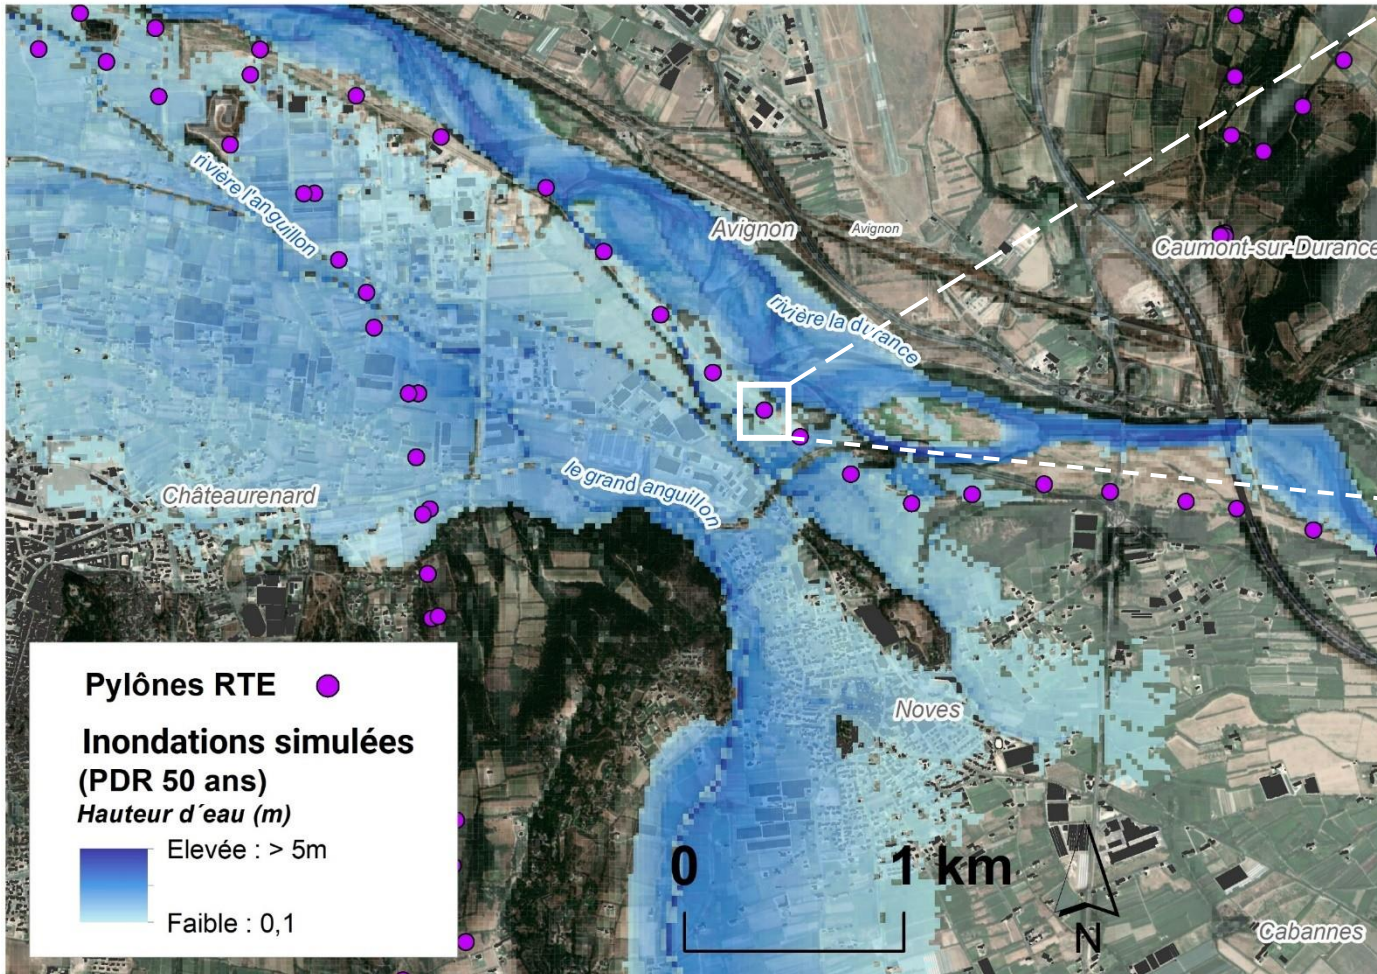 rivière l'anguillon
Avignon
Avignon
Caumont-sur-Durance
rivière la durance
le grand anguillon
Châteaurenard
Noves
Pylônes RTE
Inondations simulées
(PDR 50 ans)
Hauteur d´eau (m)
Elevée : > 5m
Faible : 0,1
0 1 km
N
Cabannes